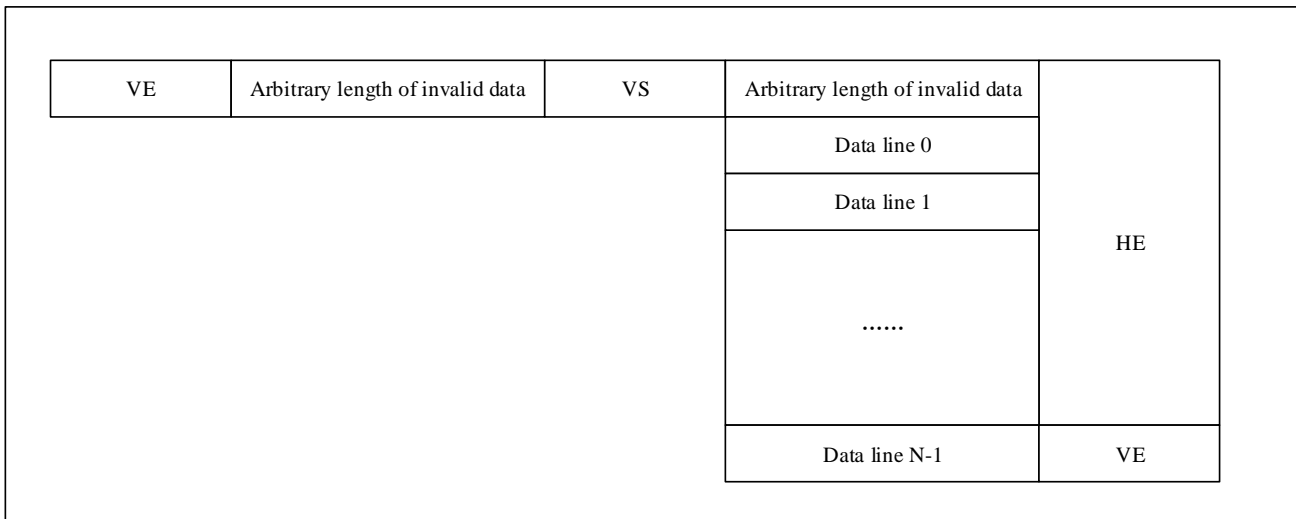 VE
Arbitrary length of invalid data
VS
Arbitrary length of invalid data
Data line 0
Data line 1
HE
......
Data line N-1
VE